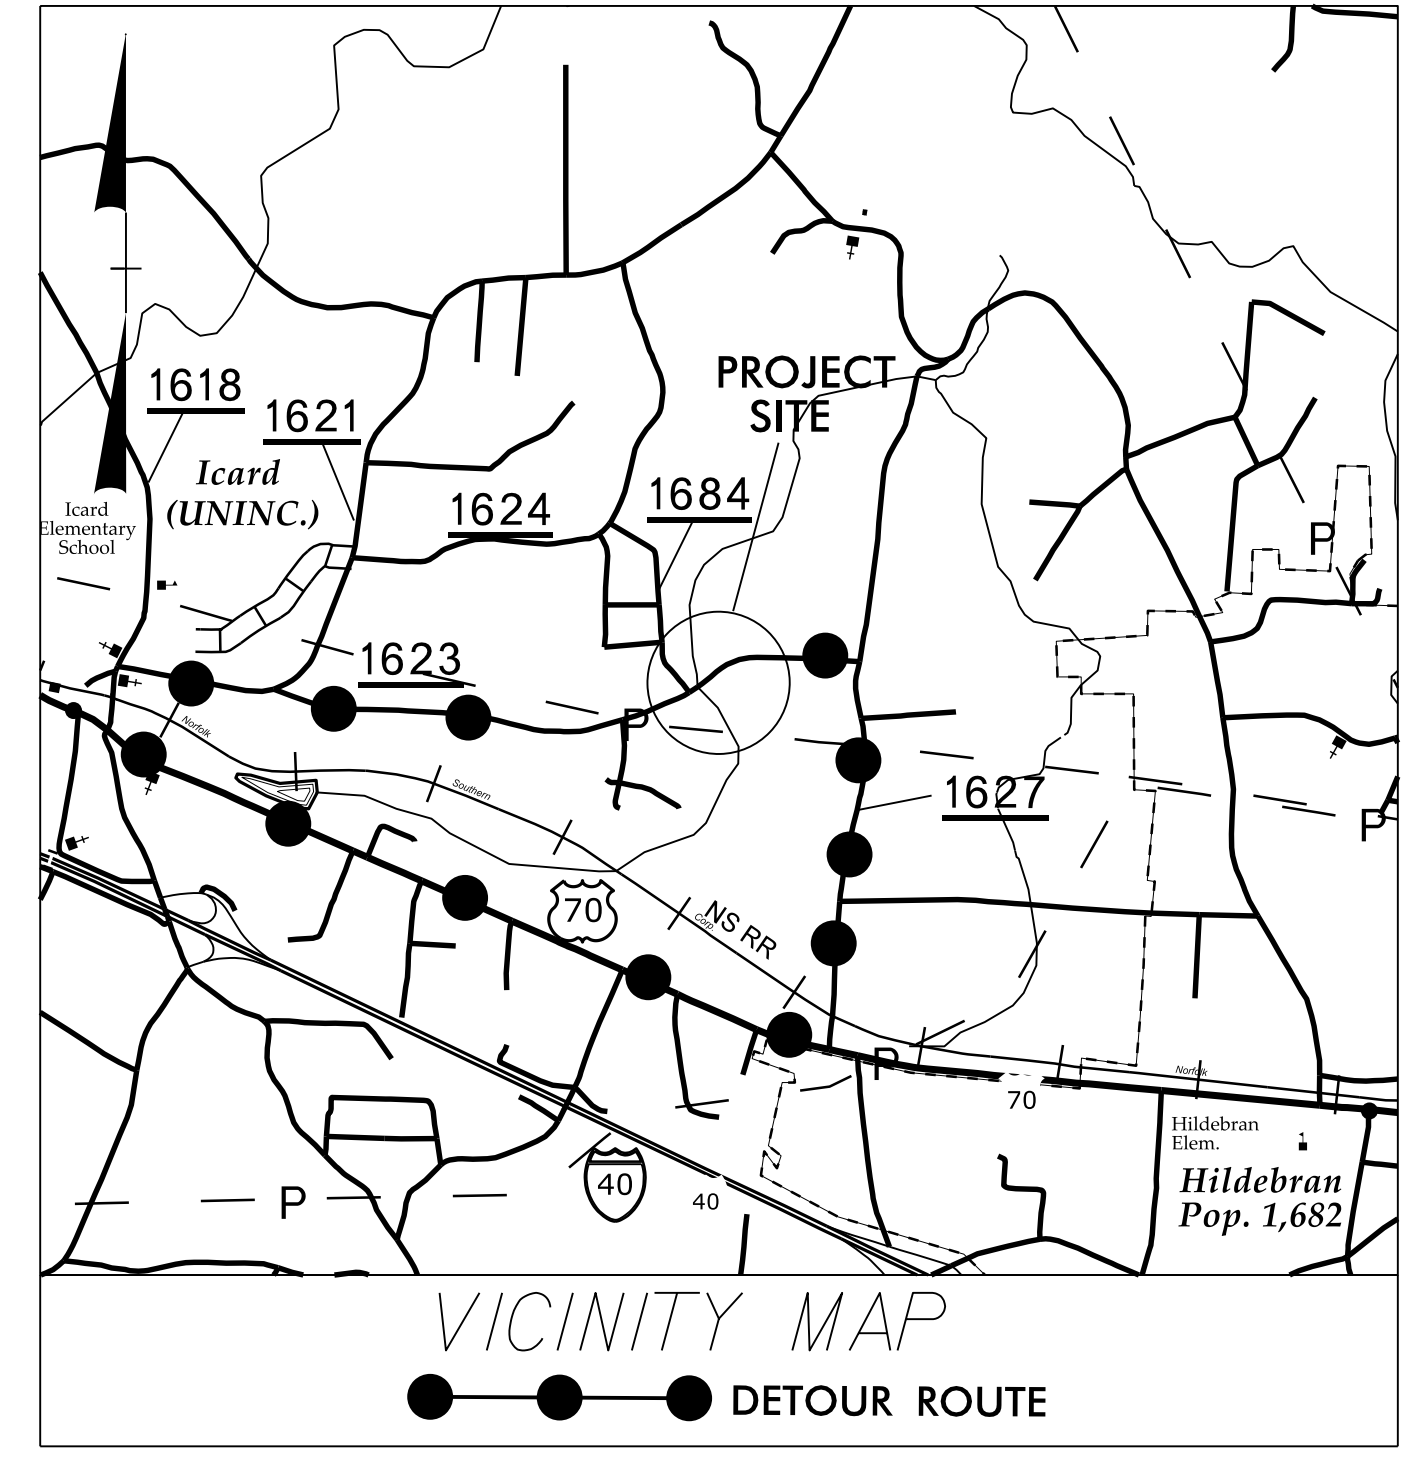 PROJECT
SITE
1618
1621
Icard
(UNINC.)
1624
1684
Icard
Elementary
School
P
1623
P
Norfolk
Southern
1627
P
70
Corp
NS RR
P
Norfolk
70
Hildebran
Elem.
Hildebran
Pop. 1,682
P
40
40
VICINITY MAP
DETOUR ROUTE